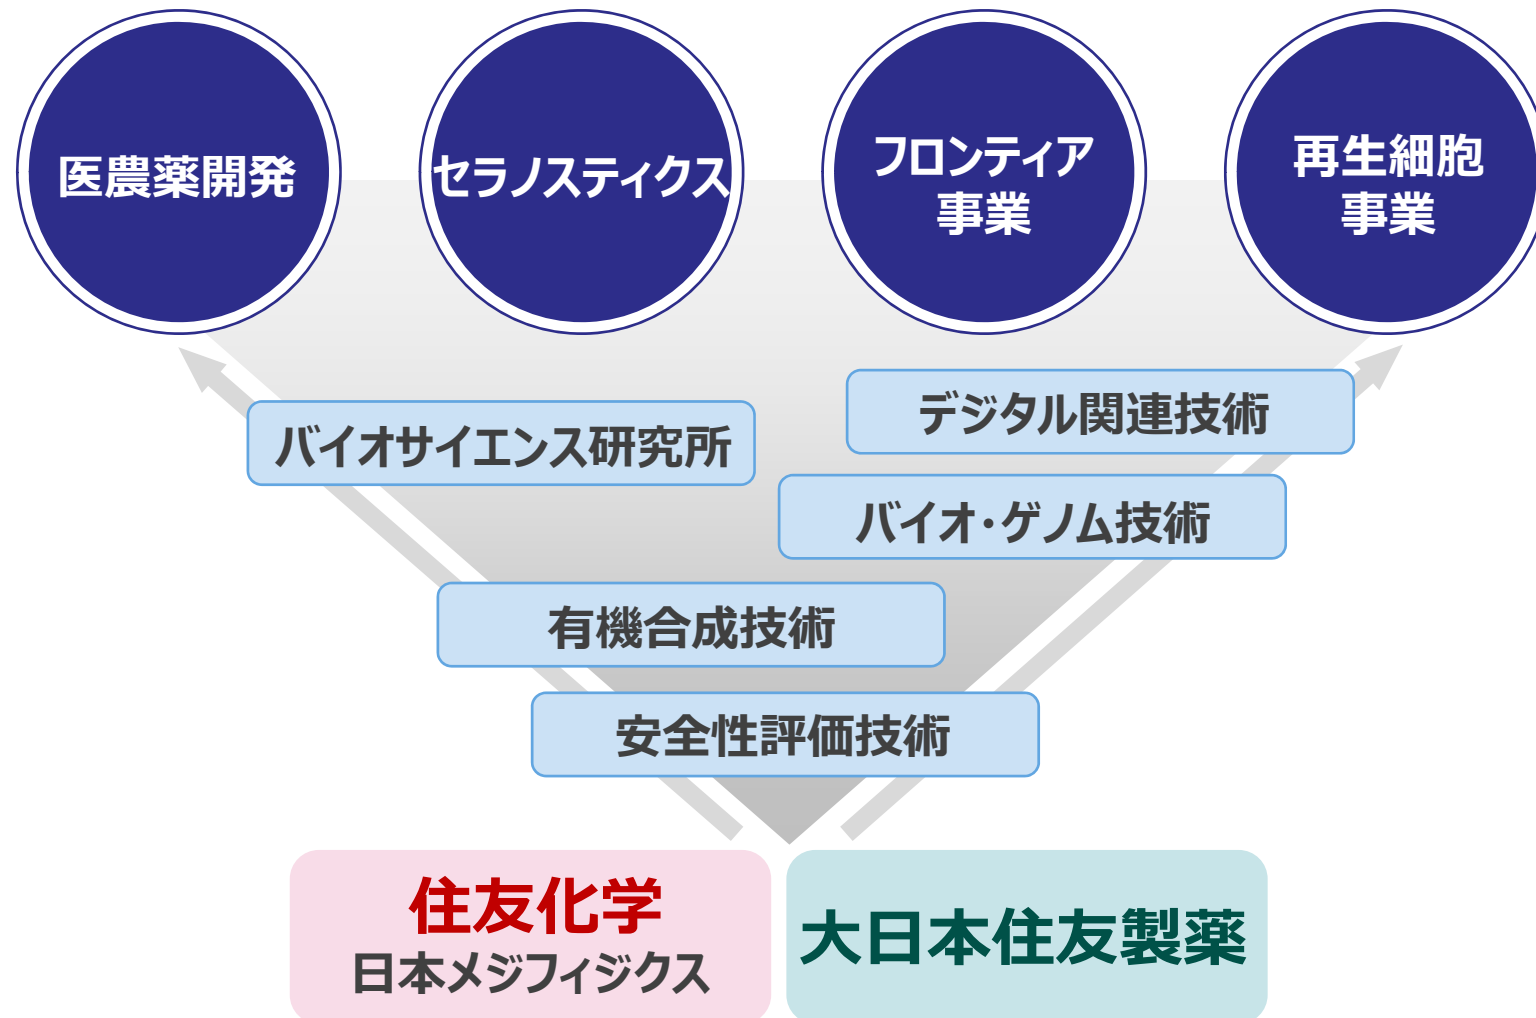 医農薬開発
セラノスティクス
フロンティア
事業
再生細胞
事業
デジタル関連技術
バイオサイエンス研究所
バイオ・ゲノム技術
有機合成技術
安全性評価技術
住友化学
日本メジフィジクス
大日本住友製薬